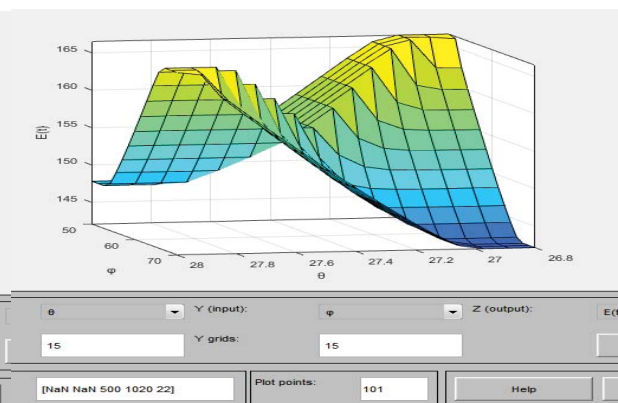 165
160
155
150
145
E(t)
50
60
70
φ
28
27.8
27.6
27.4
27.2
27
26.8
θ
θ
Y (input):
φ
Z (output):
15
Y grids:
15
[NaN NaN 500 1020 22]
Plot points:
101
Help